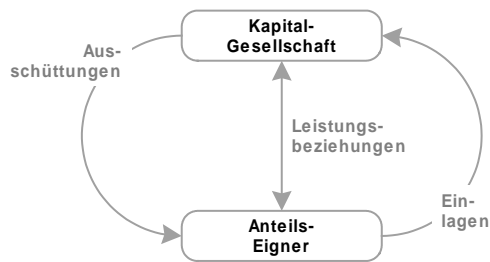 Kapital-
Gesellschaft
Aus-
schüttungen
Leistungs-
beziehungen
Ein-
lagen
Anteils-
Eigner